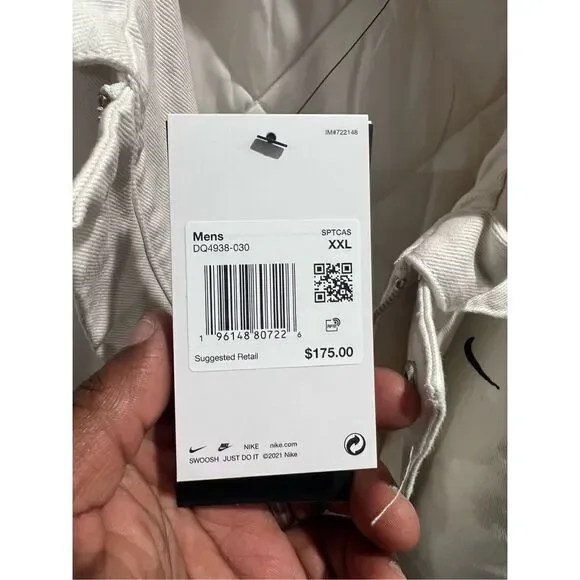 IM#722148
Mens SPTCAS
DQ4938-030 XXL
1 96148 80722 6
RFID
Suggested Retail $175.00
NIKE nike.com
SWOOSH JUST DO IT ©2021 Nike